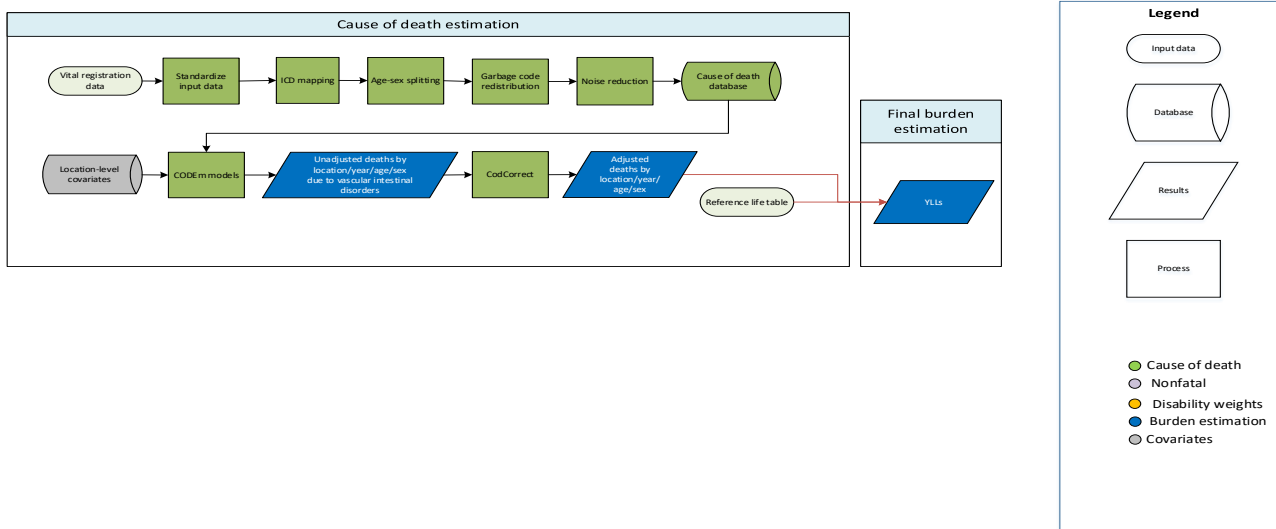 Cause of death estimation
Vital registration
data
Standardize
input data
ICD mapping
Age-sex splitting
Garbage code
redistribution
Noise reduction
Cause of death
database
Location-level
covariates
CODEm models
Unadjusted deaths by
location/year/age/sex
due to vascular intestinal
disorders
CodCorrect
Adjusted
deaths by
location/year/
age/sex
Reference life table
Final burden
estimation
YLLs
Legend
Input data
Database
Results
Process
Cause of death
Nonfatal
Disability weights
Burden estimation
Covariates